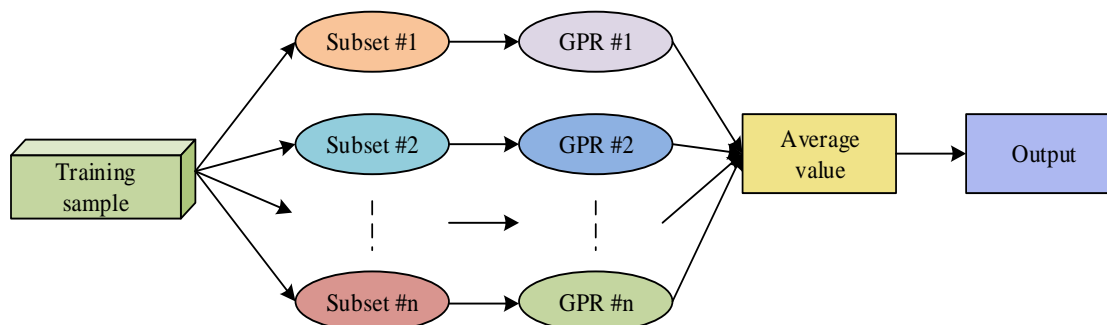 Subset #1
GPR #1
Training
sample
Subset #2
GPR #2
Average
value
Output
Subset #n
GPR #n